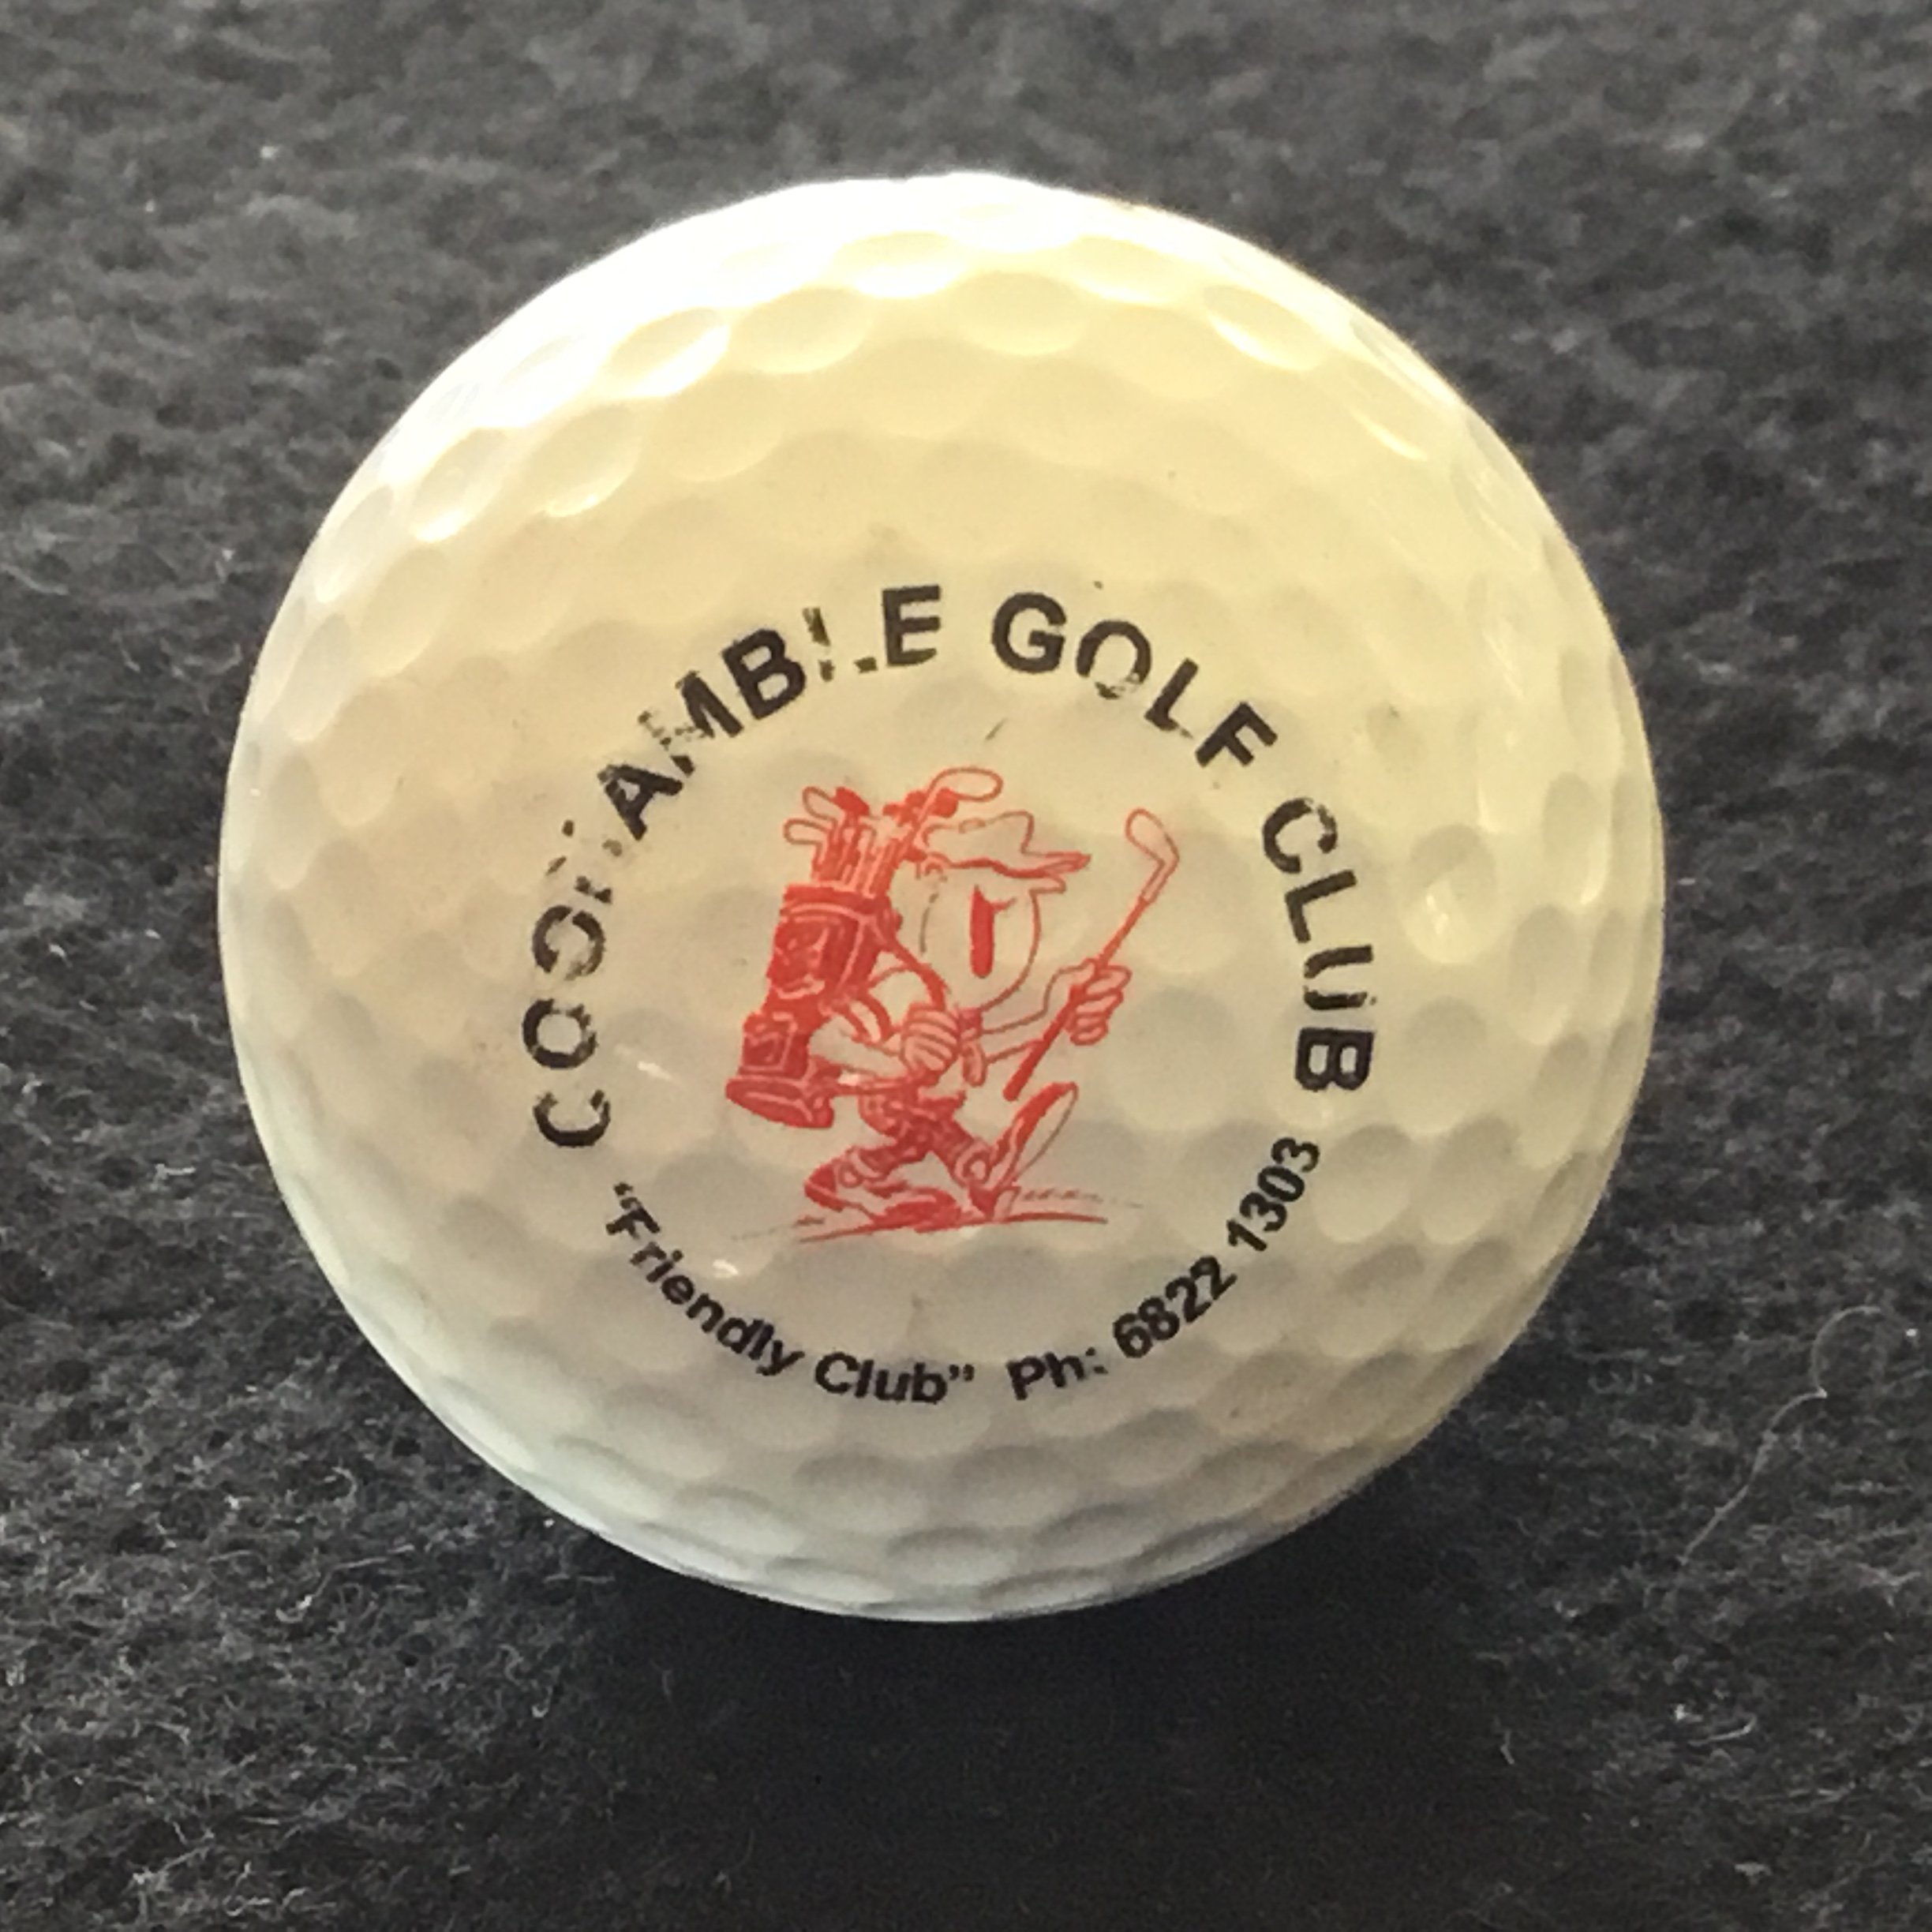 COONAMBLE GOLF CLUB
"Friendly Club" Ph: 6822 1303